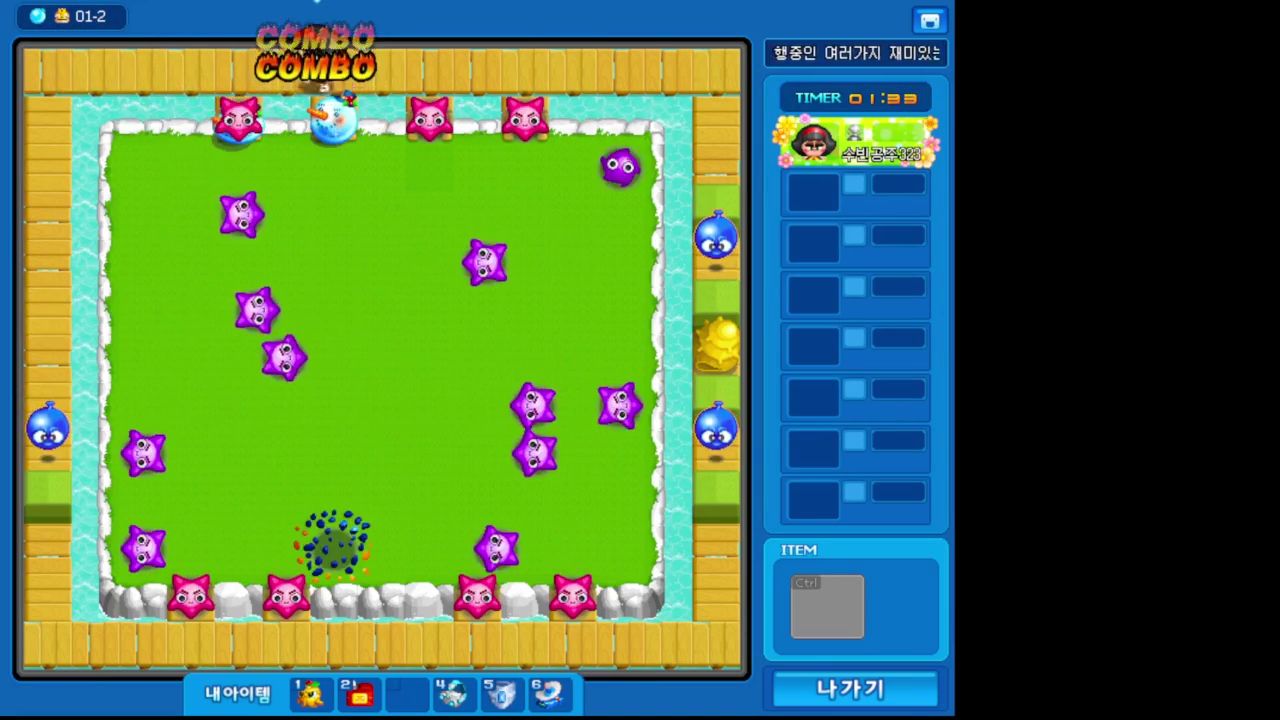 01-2
COMBO
COMBO
행중인 여러가지 재미있는
TIMER 01:33
수빈공주323
ITEM
Ctrl
내아이템
1
2
4
5
6
나가기